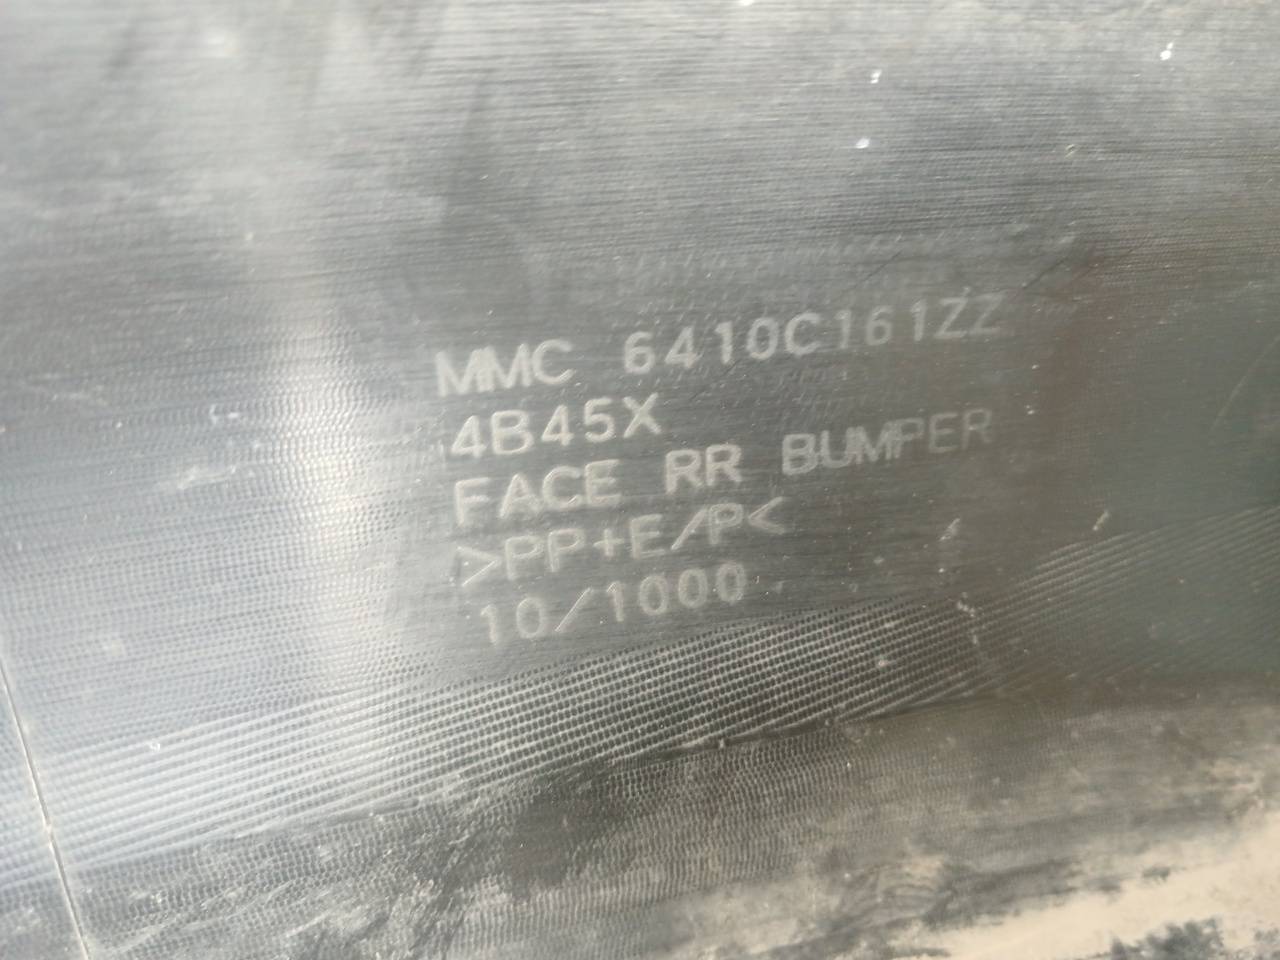 MMC 6410C161ZZ
4B45X
FACE RR BUMPER
>PP+E/P<
10/1000